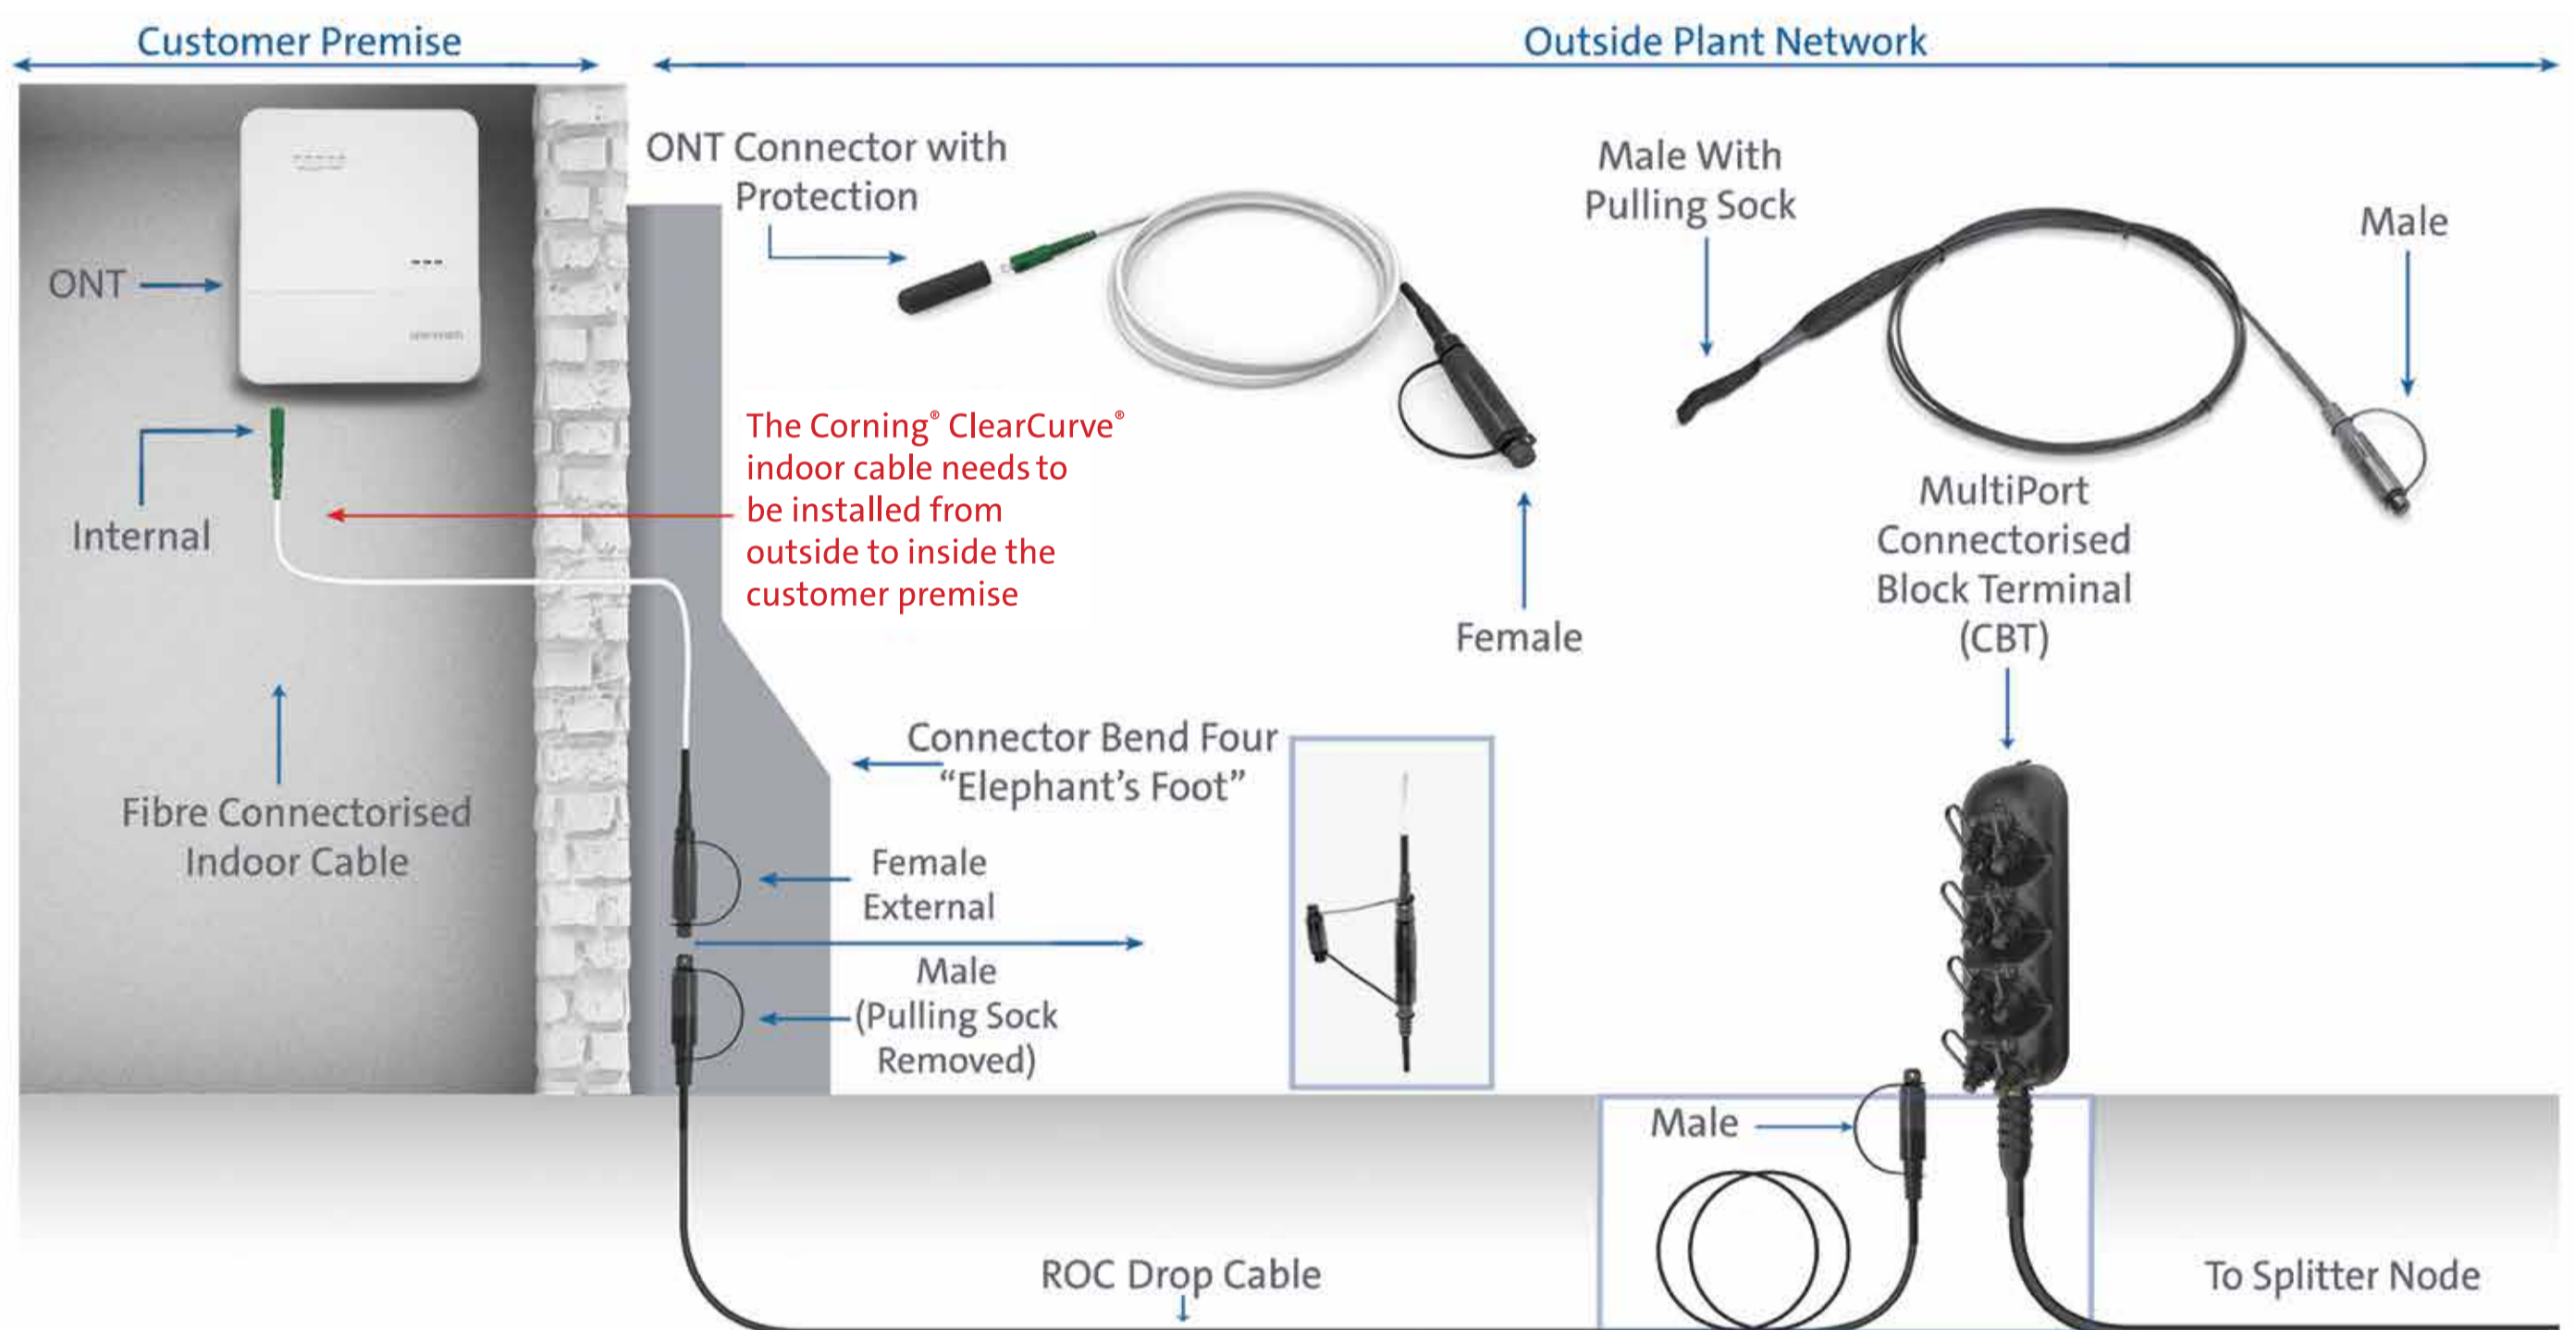 Customer Premise
Outside Plant Network
ONT Connector with
Protection
Male With
Pulling Sock
Male
ONT
The Corning® ClearCurve®
indoor cable needs to
be installed from
outside to inside the
customer premise
Internal
MultiPort
Connectorised
Block Terminal
(CBT)
Female
Connector Bend Four
“Elephant’s Foot”
Fibre Connectorised
Indoor Cable
Female
External
Male
(Pulling Sock
Removed)
Male
ROC Drop Cable
To Splitter Node